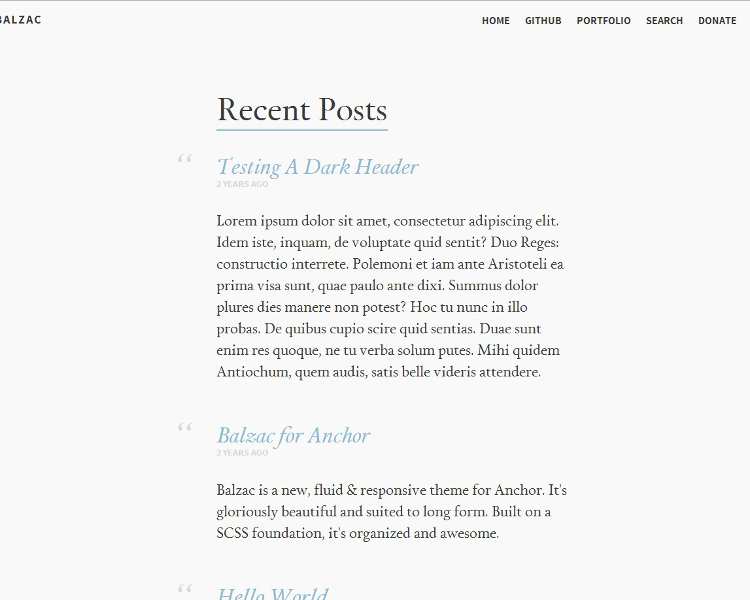 BALZAC
HOME GITHUB PORTFOLIO SEARCH DONATE
Recent Posts
“
Testing A Dark Header
2 YEARS AGO
Lorem ipsum dolor sit amet, consectetur adipiscing elit.
Idem iste, inquam, de voluptate quid sentit? Duo Reges:
constructio interrete. Polemoni et iam ante Aristoteli ea
prima visa sunt, quae paulo ante dixi. Summus dolor
plures dies manere non potest? Hoc tu nunc in illo
probas. De quibus cupio scire quid sentias. Duae sunt
enim res quoque, ne tu verba solum putes. Mihi quidem
Antiochum, quem audis, satis belle videris attendere.
“
Balzac for Anchor
2 YEARS AGO
Balzac is a new, fluid & responsive theme for Anchor. It's
gloriously beautiful and suited to long form. Built on a
SCSS foundation, it's organized and awesome.
“
Hello World